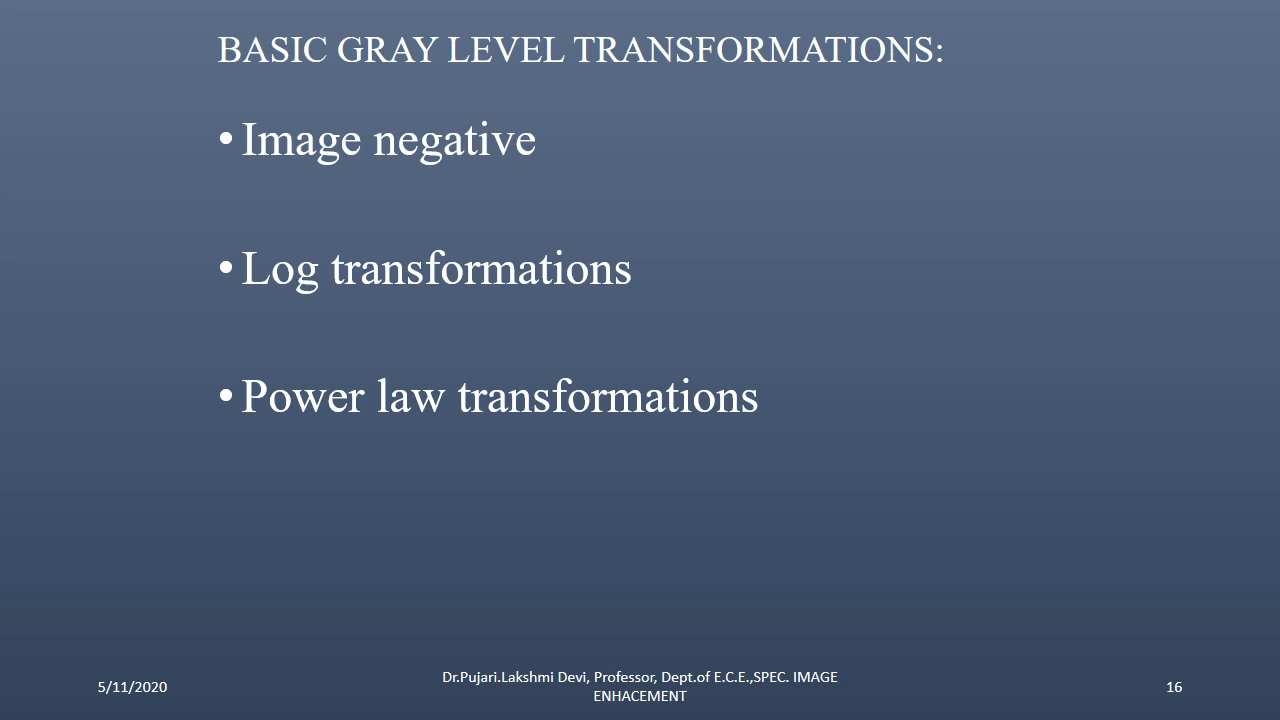 BASIC GRAY LEVEL TRANSFORMATIONS:
• Image negative
• Log transformations
• Power law transformations
5/11/2020
Dr.Pujari.Lakshmi Devi, Professor, Dept.of E.C.E.,SPEC. IMAGE
ENHACEMENT
16